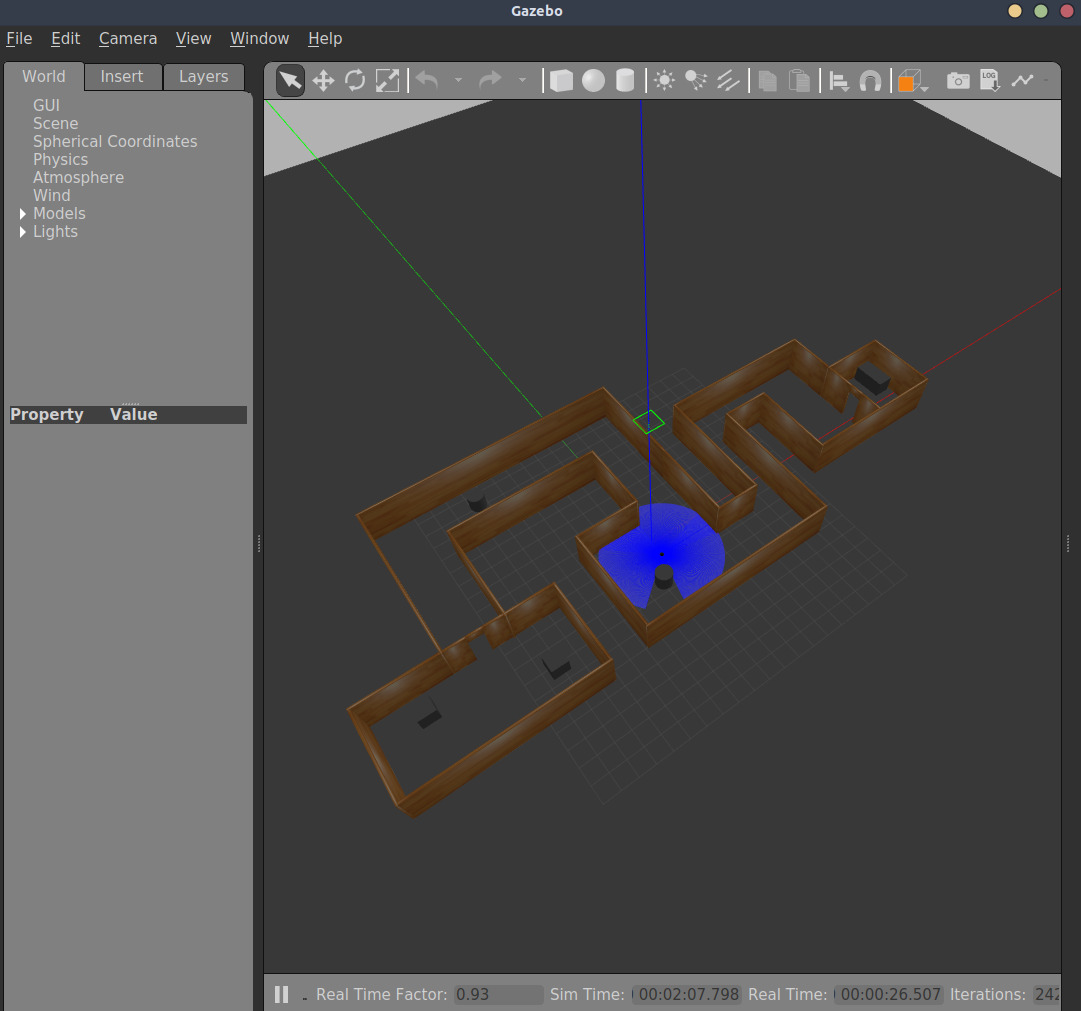 Gazebo
File Edit Camera View Window Help
World Insert Layers
LOG
GUI
Scene
Spherical Coordinates
Physics
Atmosphere
Wind
Models
Lights
Property Value
Real Time Factor: 0.93 Sim Time: 00:02:07.798 Real Time: 00:00:26.507 Iterations: 242